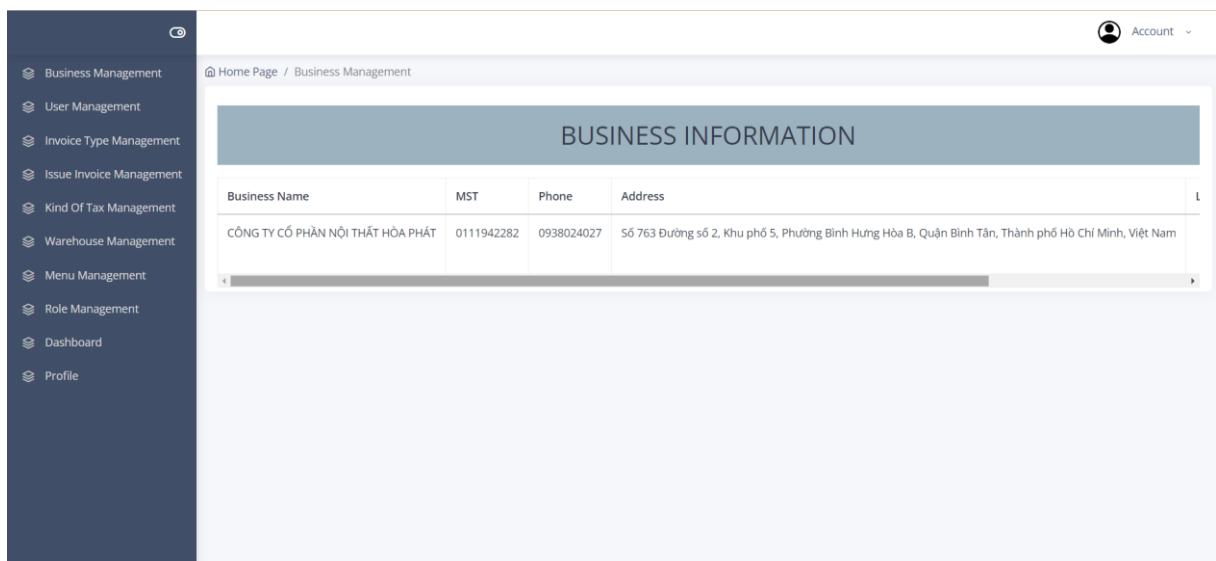 Account
Business Management
User Management
Invoice Type Management
Issue Invoice Management
Kind Of Tax Management
Warehouse Management
Menu Management
Role Management
Dashboard
Profile
Home Page / Business Management
BUSINESS INFORMATION
Business Name MST Phone Address L
CÔNG TY CỔ PHẦN NỘI THẤT HÒA PHÁT 0111942282 0938024027 Số 763 Đường số 2, Khu phố 5, Phường Bình Hưng Hòa B, Quận Bình Tân, Thành phố Hồ Chí Minh, Việt Nam